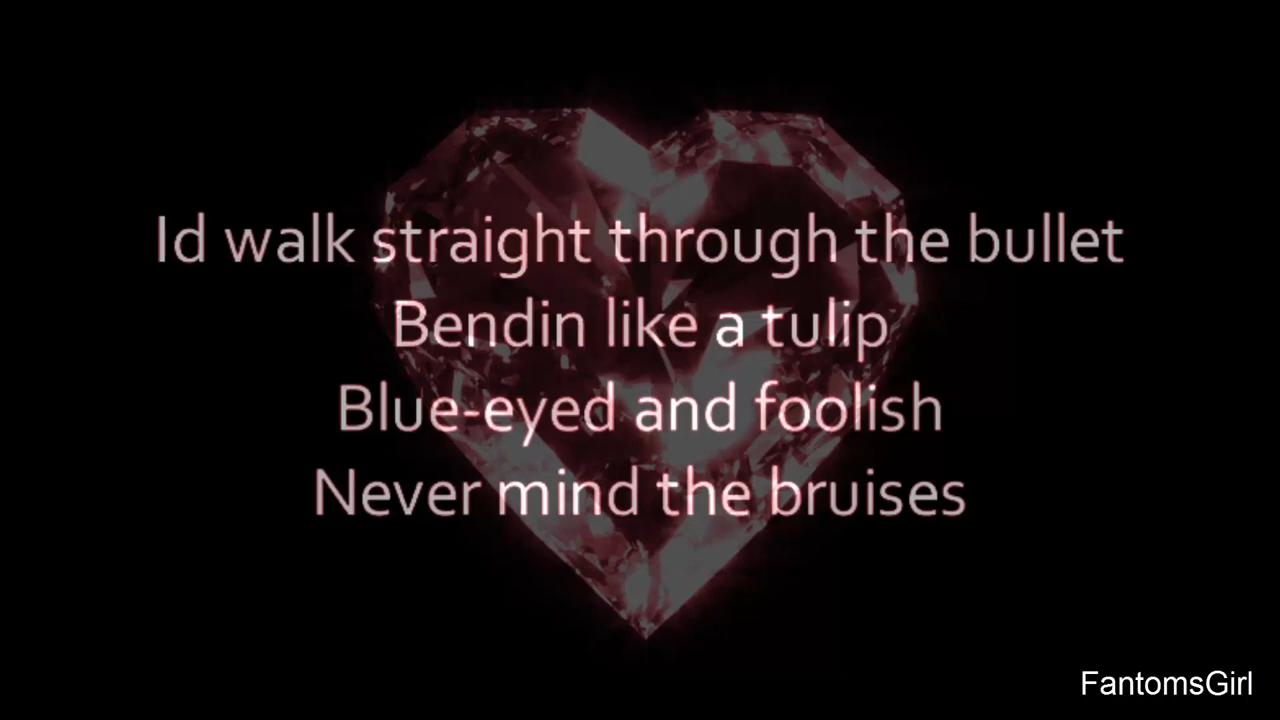 Id walk straight through the bullet
Bendin like a tulip
Blue-eyed and foolish
Never mind the bruises
FantomsGirl